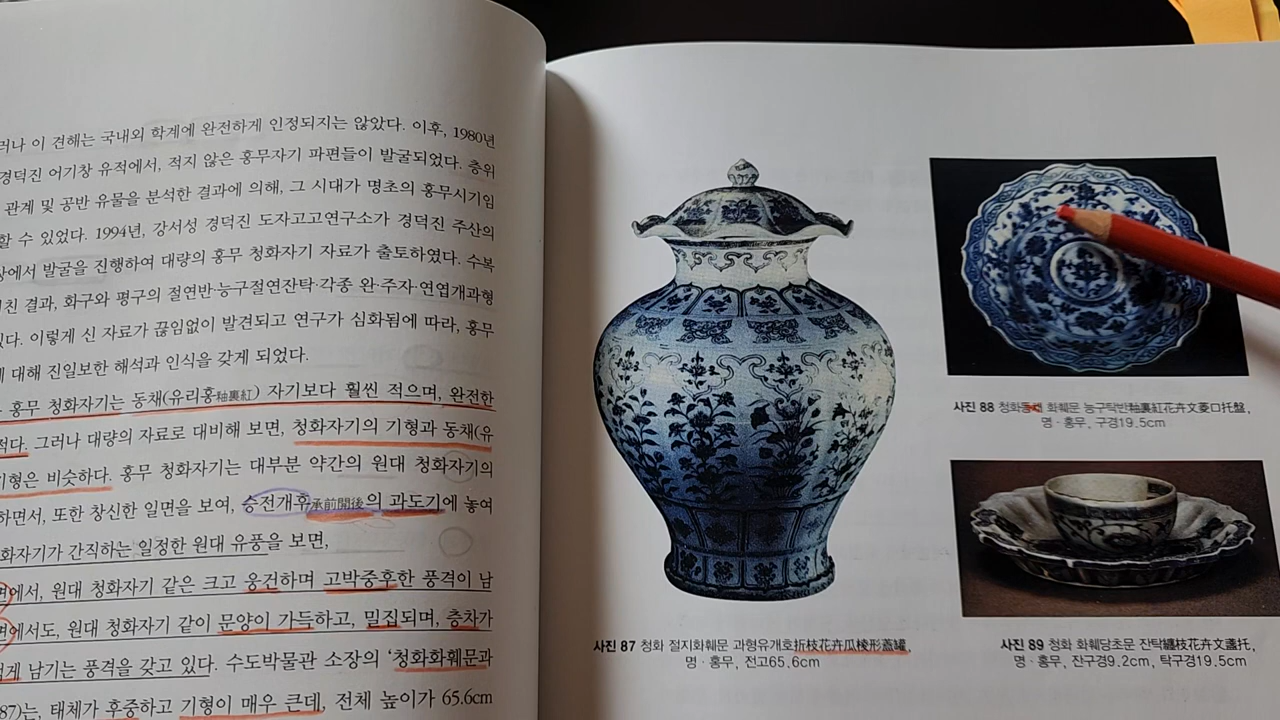 러나 이 견해는 국내외 학계에 완전하게 인정되지는 않았다. 이후, 1980년
경덕진 어기창 유적에서, 적지 않은 홍무자기 파편들이 발굴되었다. 층위
관계 및 공반 유물을 분석한 결과에 의해, 그 시대가 명초의 홍무시기임
할 수 있었다. 1994년, 강서성 경덕진 도자고고연구소가 경덕진 주산의
상에서 발굴을 진행하여 대량의 홍무 청화자기 자료가 출토하였다. 수복
진 결과, 화구와 평구의 절연반·능구절연잔탁·각종 완·주자·연엽개과형
있다. 이렇게 신 자료가 끊임없이 발견되고 연구가 심화됨에 따라, 홍무
에 대해 진일보한 해석과 인식을 갖게 되었다.
홍무 청화자기는 동채(유리홍釉裏紅) 자기보다 훨씬 적으며, 완전한
적다. 그러나 대량의 자료로 대비해 보면, 청화자기의 기형과 동채(유
기형은 비슷하다. 홍무 청화자기는 대부분 약간의 원대 청화자기의
하면서, 또한 창신한 일면을 보여, 승전개후承前開後의 과도기에 놓여
화자기가 간직하는 일정한 원대 유풍을 보면,
면에서, 원대 청화자기 같은 크고 웅건하며 고박중후한 풍격이 남
면에서도, 원대 청화자기 같이 문양이 가득하고, 밀집되며, 층차가
게 남기는 풍격을 갖고 있다. 수도박물관 소장의 ‘청화화훼문과
87)는, 태체가 후중하고 기형이 매우 큰데, 전체 높이가 65.6cm
사진 87 청화 절지화훼문 과형유개호折枝花卉瓜棱形蓋罐,
명·홍무, 전고65.6cm
사진 88 청화동채 화훼문 능구탁반釉裏紅花卉文菱口托盤,
명·홍무, 구경19.5cm
사진 89 청화 화훼당초문 잔탁纏枝花卉文盞托,
명·홍무, 잔구경9.2cm, 탁구경19.5cm